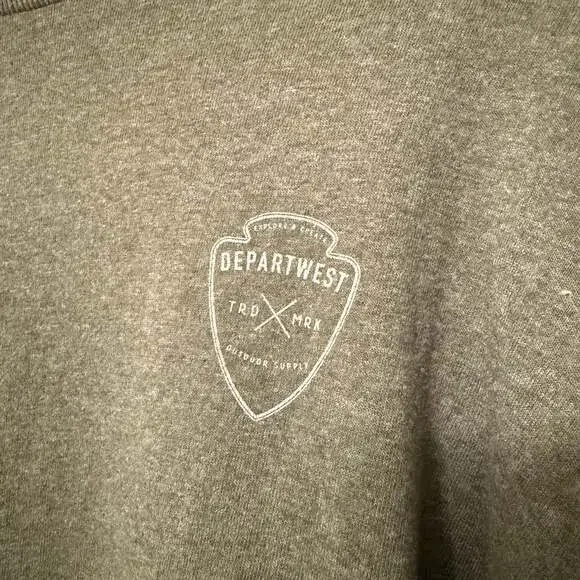 EXPLORE & CREATE
DEPARTWEST
TRD MRK
OUTDOOR SUPPLY